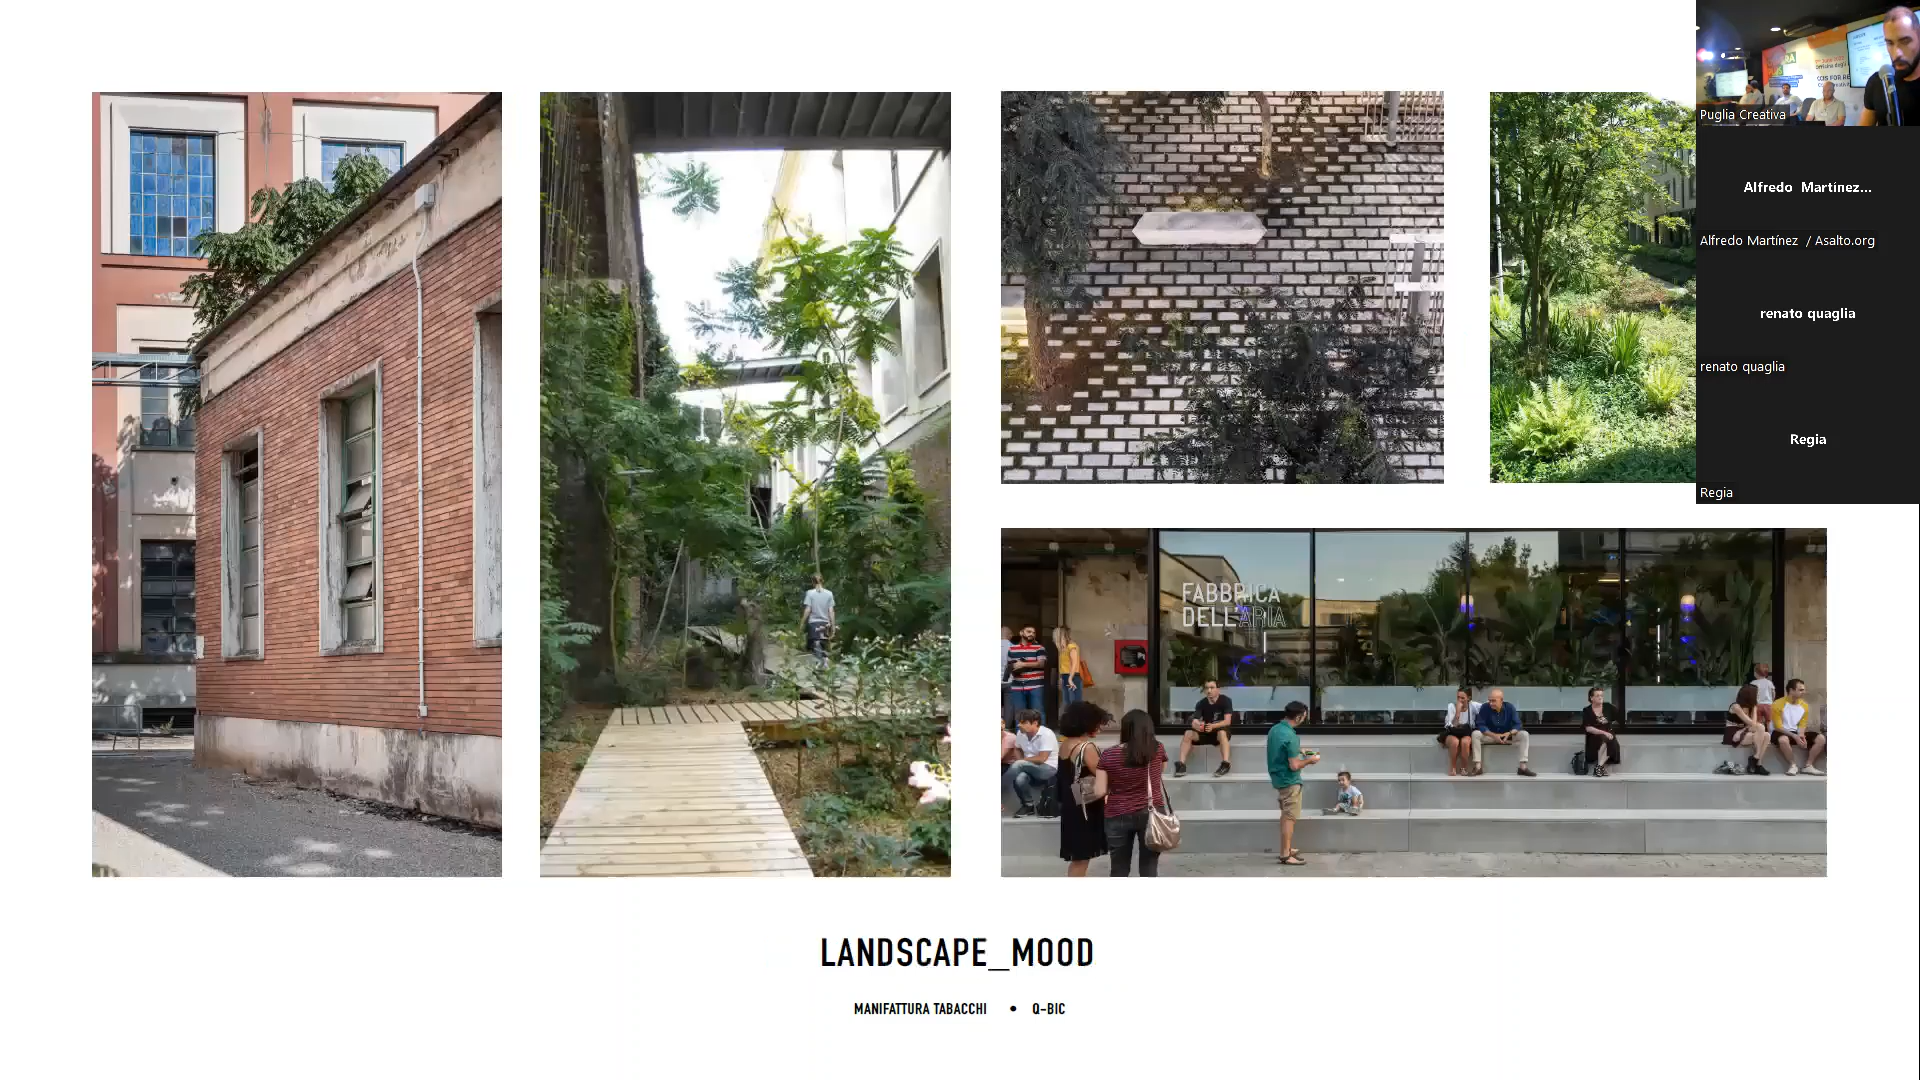 Puglia Creativa
Alfredo Martínez...
Alfredo Martínez / Asalto.org
renato quaglia
renato quaglia
Regia
Regia
FABBRICA
DELL'ARIA
LANDSCAPE_MOOD
MANIFATTURA TABACCHI • Q-BIC